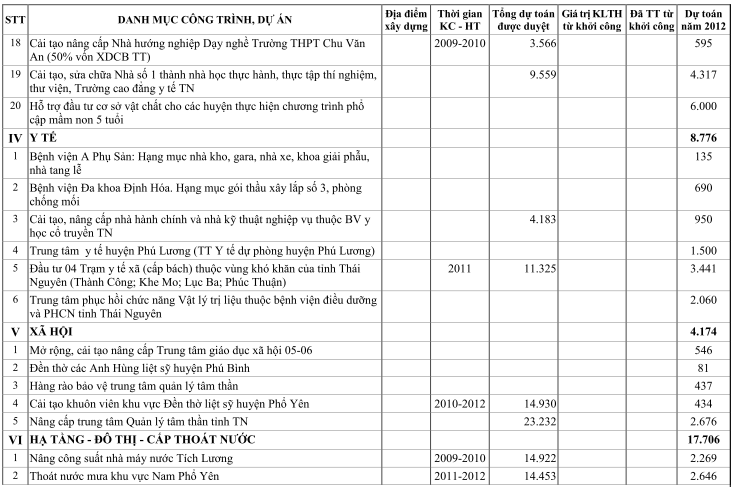 STT DANH MỤC CÔNG TRÌNH, DỰ ÁN Địa điểm xây dựng Thời gian KC - HT Tổng dự toán được duyệt Giá trị KLTH từ khởi công Đã TT từ khởi công Dự toán năm 2012
18 Cải tạo nâng cấp Nhà hướng nghiệp Dạy nghề Trường THPT Chu Văn 2009-2010 3.566 595
An (50% vốn XDCB TT)
19 Cải tạo, sửa chữa Nhà số 1 thành nhà học thực hành, thực tập thí nghiệm, 9.559 4.317
thư viện, Trường cao đẳng y tế TN
20 Hỗ trợ đầu tư cơ sở vật chất cho các huyện thực hiện chương trình phổ 6.000
cập mầm non 5 tuổi
IV Y TẾ 8.776
1 Bệnh viện A Phụ Sản: Hạng mục nhà kho, gara, nhà xe, khoa giải phẫu, 135
nhà tang lễ
2 Bệnh viện Đa khoa Định Hóa. Hạng mục gói thầu xây lắp số 3, phòng 690
chống mối
3 Cải tạo, nâng cấp nhà hành chính và nhà kỹ thuật nghiệp vụ thuộc BV y 4.183 950
học cổ truyền TN
4 Trung tâm y tế huyện Phú Lương (TT Y tế dự phòng huyện Phú Lương) 1.500
5 Đầu tư 04 Trạm y tế xã (cấp bách) thuộc vùng khó khăn của tỉnh Thái 2011 11.325 3.441
Nguyên (Thành Công; Khe Mo; Lục Ba; Phúc Thuận)
6 Trung tâm phục hồi chức năng Vật lý trị liệu thuộc bệnh viện điều dưỡng 2.060
và PHCN tỉnh Thái Nguyên
V XÃ HỘI 4.174
1 Mở rộng, cải tạo nâng cấp Trung tâm giáo dục xã hội 05-06 546
2 Đền thờ các Anh Hùng liệt sỹ huyện Phú Bình 81
3 Hàng rào bảo vệ trung tâm quản lý tâm thần 437
4 Cải tạo khuôn viên khu vực Đền thờ liệt sỹ huyện Phổ Yên 2010-2012 14.930 434
5 Nâng cấp trung tâm Quản lý tâm thần tỉnh TN 23.232 2.676
VI HẠ TẦNG - ĐÔ THỊ - CẤP THOÁT NƯỚC 17.706
1 Nâng công suất nhà máy nước Tích Lương 2009-2010 14.922 2.269
2 Thoát nước mưa khu vực Nam Phổ Yên 2011-2012 14.453 2.646